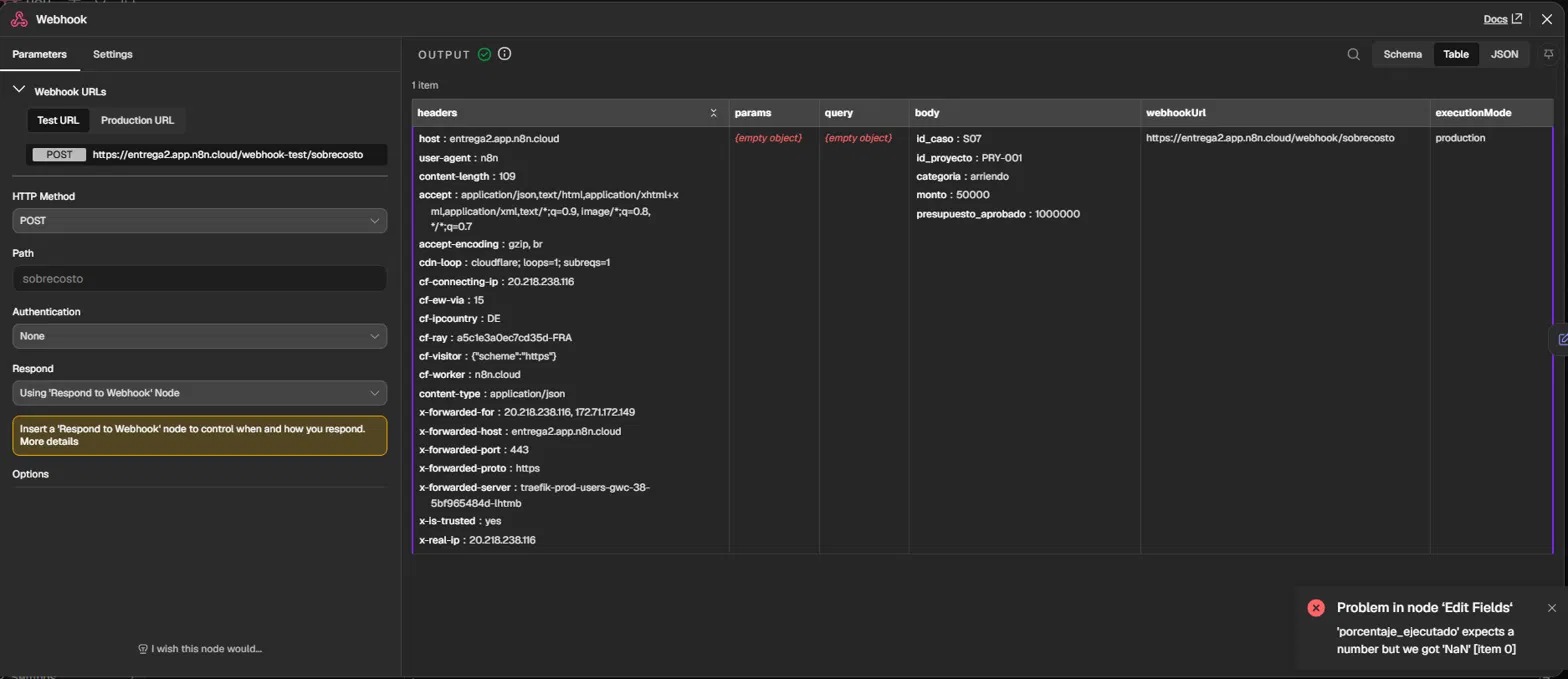 Webhook
Docs
Parameters
Settings
OUTPUT
Schema
Table
JSON
Webhook URLs
Test URL
Production URL
POST
https://entrega2.app.n8n.cloud/webhook-test/sobrecosto
HTTP Method
POST
Path
sobrecosto
Authentication
None
Respond
Using 'Respond to Webhook' Node
Insert a 'Respond to Webhook' node to control when and how you respond.
More details
Options
I wish this node would...
1 item
headers
params
query
body
webhookUrl
executionMode
host : entrega2.app.n8n.cloud
user-agent : n8n
content-length : 109
accept : application/json,text/html,application/xhtml+x
ml,application/xml,text/*;q=0.9, image/*;q=0.8,
*/*;q=0.7
accept-encoding : gzip, br
cdn-loop : cloudflare; loops=1; subreqs=1
cf-connecting-ip : 20.218.238.116
cf-ew-via : 15
cf-ipcountry : DE
cf-ray : a5c1e3a0ec7cd35d-FRA
cf-visitor : {"scheme":"https"}
cf-worker : n8n.cloud
content-type : application/json
x-forwarded-for : 20.218.238.116, 172.71.172.149
x-forwarded-host : entrega2.app.n8n.cloud
x-forwarded-port : 443
x-forwarded-proto : https
x-forwarded-server : traefik-prod-users-gwc-38-
5bf965484d-lhtmb
x-is-trusted : yes
x-real-ip : 20.218.238.116
{empty object}
{empty object}
id_caso : S07
id_proyecto : PRY-001
categoria : arriendo
monto : 50000
presupuesto_aprobado : 1000000
https://entrega2.app.n8n.cloud/webhook/sobrecosto
production
Problem in node 'Edit Fields'
'porcentaje_ejecutado' expects a
number but we got 'NaN' [item 0]